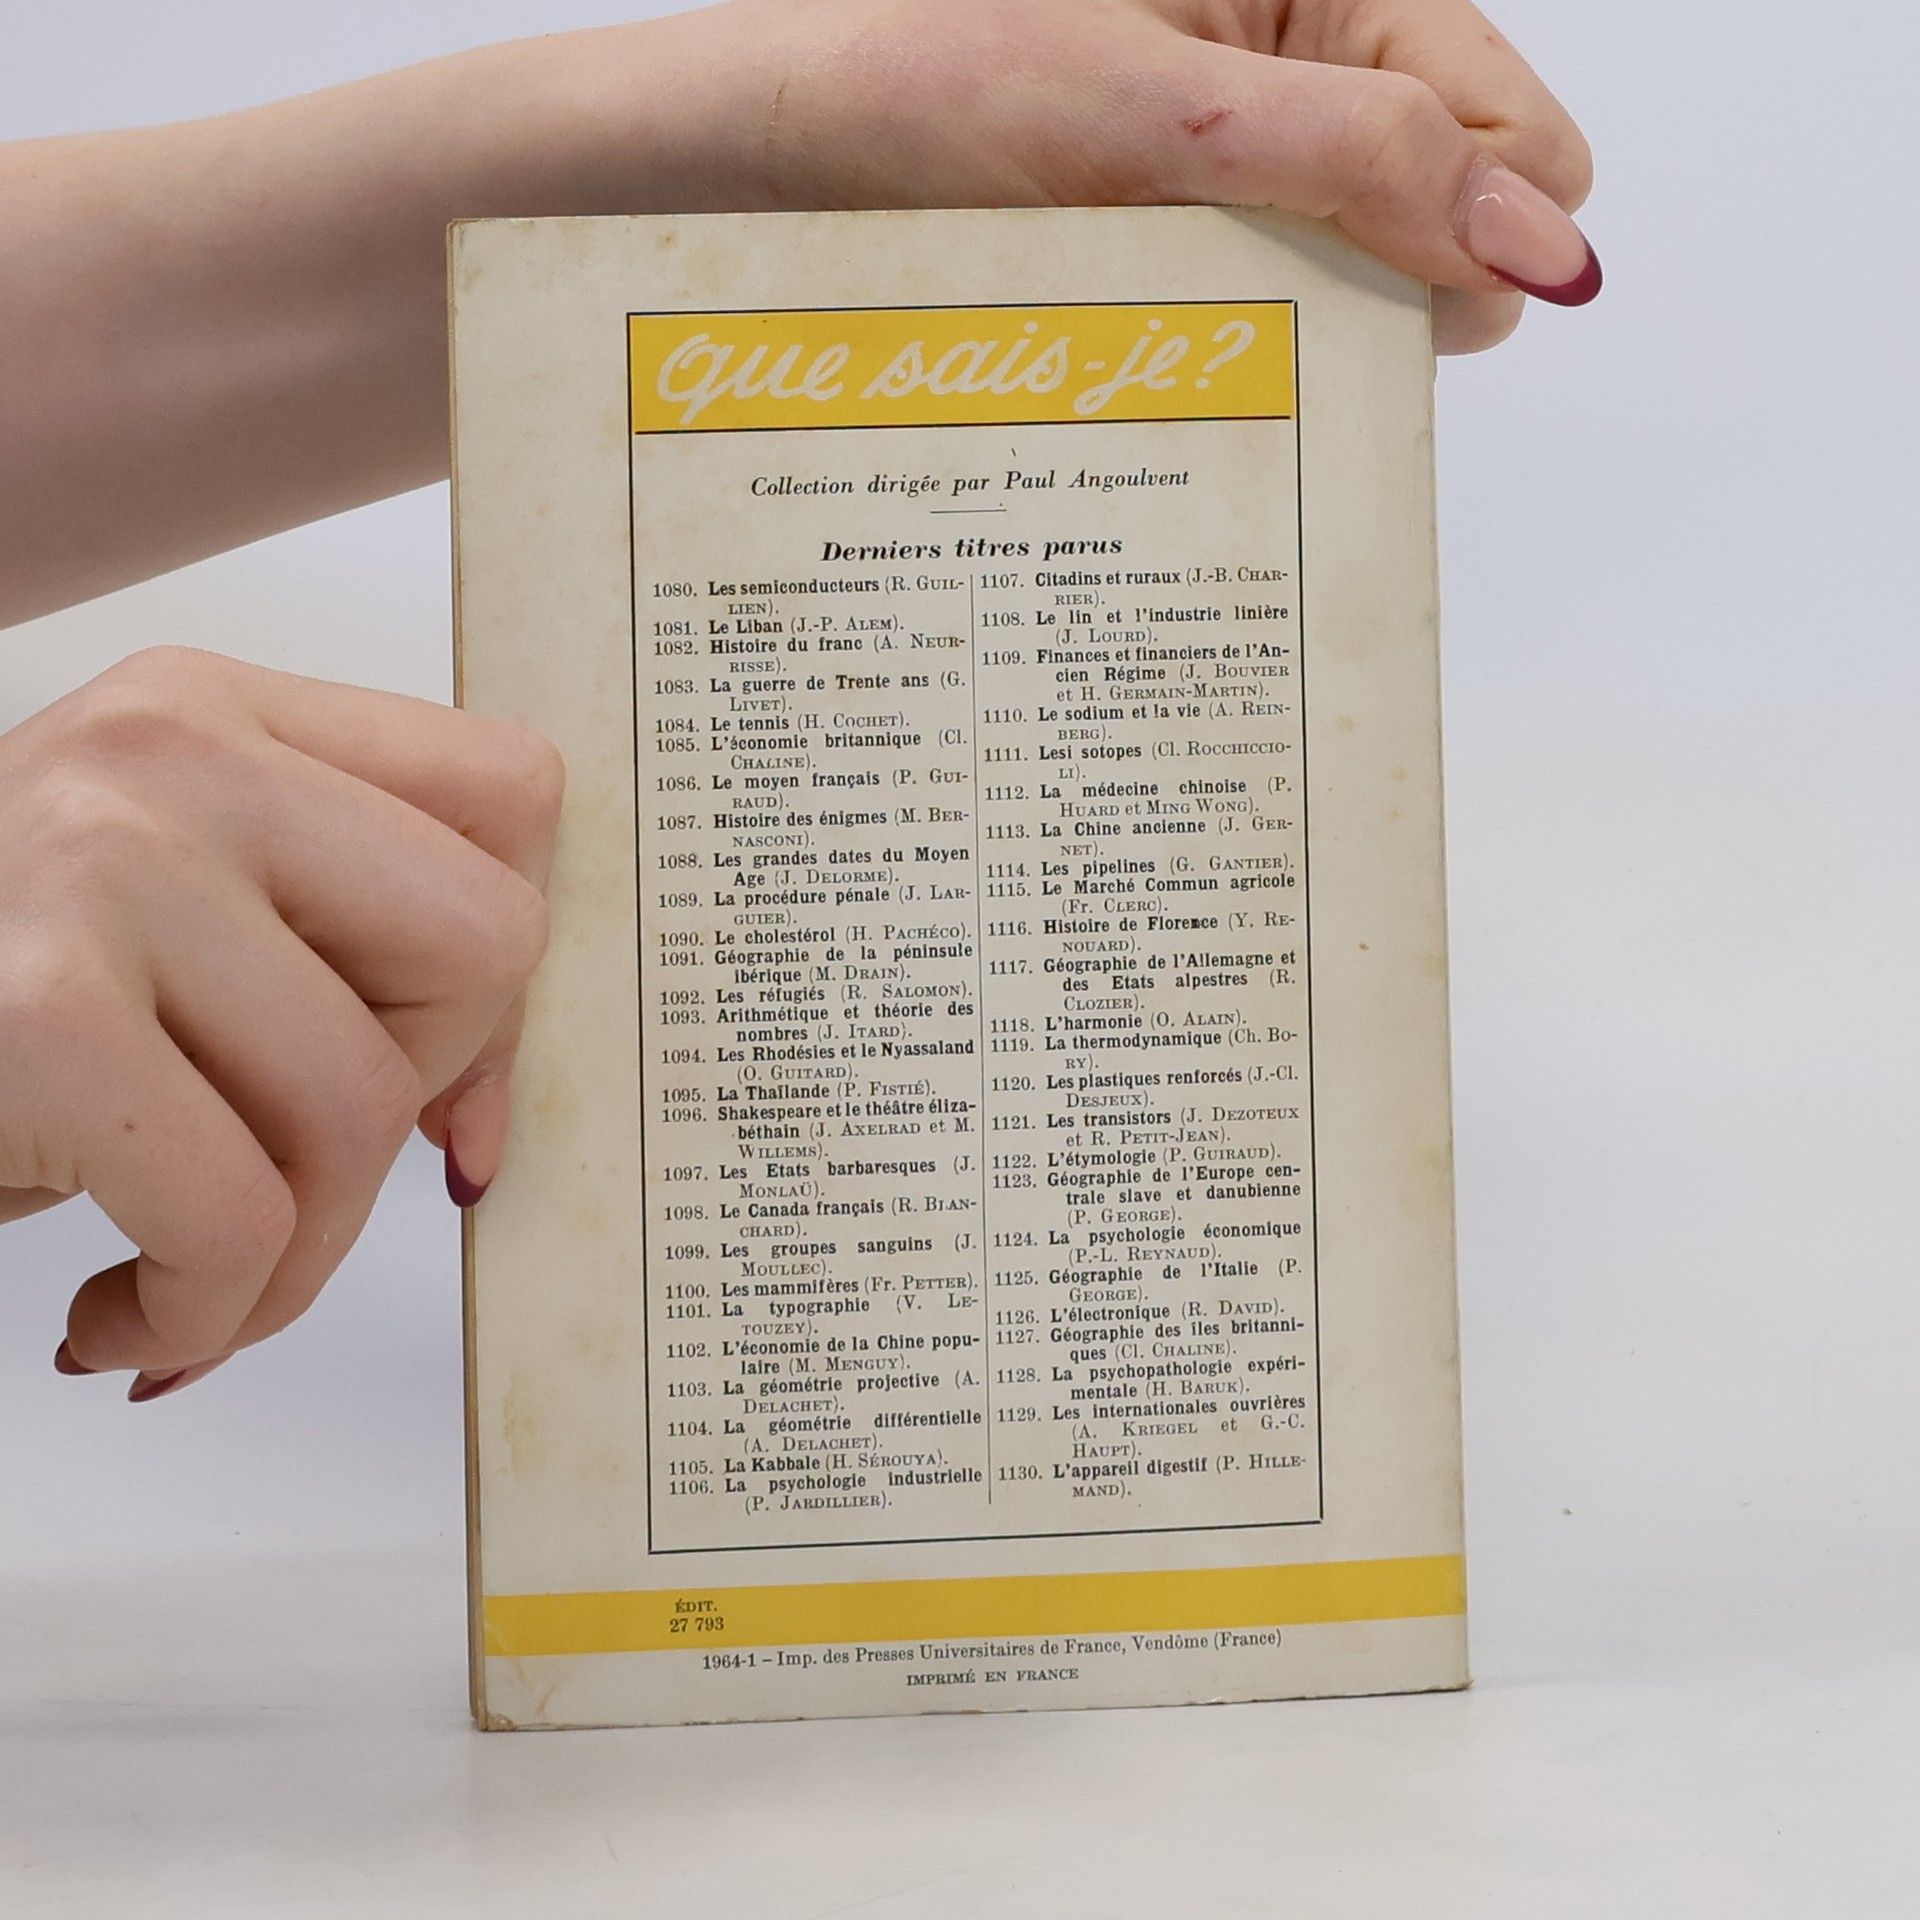 que sais-je?
Collection dirigée par Paul Angoulvent
Derniers titres parus
1080. Les semiconducteurs (R. GUIL-
LIEN).
1081. Le Liban (J.-P. ALEM).
1082. Histoire du franc (A. NEUR-
RISSE).
1083. La guerre de Trente ans (G.
LIVET).
1084. Le tennis (H. COCHET).
1085. L'économie britannique (Cl.
CHALINE).
1086. Le moyen français (P. GUI-
RAUD).
1087. Histoire des énigmes (M. BER-
NASCONI).
1088. Les grandes dates du Moyen
Age (J. DELORME).
1089. La procédure pénale (J. LAR-
GUIER).
1090. Le cholestérol (H. PACHÉCO).
1091. Géographie de la péninsule
ibérique (M. DRAIN).
1092. Les réfugiés (R. SALOMON).
1093. Arithmétique et théorie des
nombres (J. ITARD).
1094. Les Rhodésies et le Nyassaland
(O. GUITARD).
1095. La Thaïlande (P. FISTIÉ).
1096. Shakespeare et le théâtre éliza-
béthain (J. AXELRAD et M.
WILLEMS).
1097. Les Etats barbaresques (J.
MONLAÜ).
1098. Le Canada français (R. BLAN-
CHARD).
1099. Les groupes sanguins (J.
MOULLEC).
1100. Les mammifères (Fr. PETTER).
1101. La typographie (V. LE-
TOUZEY).
1102. L'économie de la Chine popu-
laire (M. MENGUY).
1103. La géométrie projective (A.
DELACHET).
1104. La géométrie différentielle
(A. DELACHET).
1105. La Kabbale (H. SÉROUYA).
1106. La psychologie industrielle
(P. JARDILLIER).
1107. Citadins et ruraux (J.-B. CHAR-
RIER).
1108. Le lin et l'industrie linière
(J. LOURD).
1109. Finances et financiers de l'An-
cien Régime (J. BOUVIER
et H. GERMAIN-MARTIN).
1110. Le sodium et la vie (A. REIN-
BERG).
1111. Lesi sotopes (Cl. ROCCHICCIO-
LI).
1112. La médecine chinoise (P.
HUARD et MING WONG).
1113. La Chine ancienne (J. GER-
NET).
1114. Les pipelines (G. GANTIER).
1115. Le Marché Commun agricole
(Fr. CLERC).
1116. Histoire de Florence (Y. RE-
NOUARD).
1117. Géographie de l'Allemagne et
des Etats alpestres (R.
CLOZIER).
1118. L'harmonie (O. ALAIN).
1119. La thermodynamique (Ch. BO-
RY).
1120. Les plastiques renforcés (J.-Cl.
DESJEUX).
1121. Les transistors (J. DEZOTEUX
et R. PETIT-JEAN).
1122. L'étymologie (P. GUIRAUD).
1123. Géographie de l'Europe cen-
trale slave et danubienne
(P. GEORGE).
1124. La psychologie économique
(P.-L. REYNAUD).
1125. Géographie de l'Italie (P.
GEORGE).
1126. L'électronique (R. DAVID).
1127. Géographie des îles britanni-
ques (Cl. CHALINE).
1128. La psychopathologie expéri-
mentale (H. BARUK).
1129. Les internationales ouvrières
(A. KRIEGEL et G.-C.
HAUPT).
1130. L'appareil digestif (P. HILLE-
MAND).
ÉDIT.
27 793
1964-1 – Imp. des Presses Universitaires de France, Vendôme (France)
IMPRIMÉ EN FRANCE